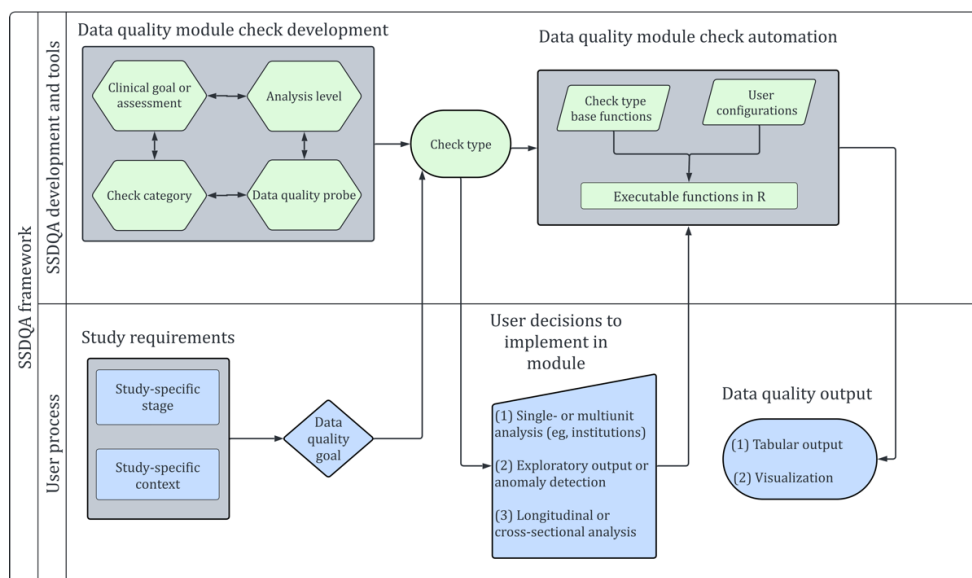 SSDQA framework
SSDQA development and tools
Data quality module check development
Clinical goal or
assessment
Analysis level
Check category
Data quality probe
Check type
Data quality module check automation
Check type
base functions
User
configurations
Executable functions in R
User process
Study requirements
Study-specific
stage
Study-specific
context
Data
quality
goal
User decisions to
implement in
module
(1) Single- or multiunit
analysis (eg, institutions)
(2) Exploratory output or
anomaly detection
(3) Longitudinal or
cross-sectional analysis
Data quality output
(1) Tabular output
(2) Visualization